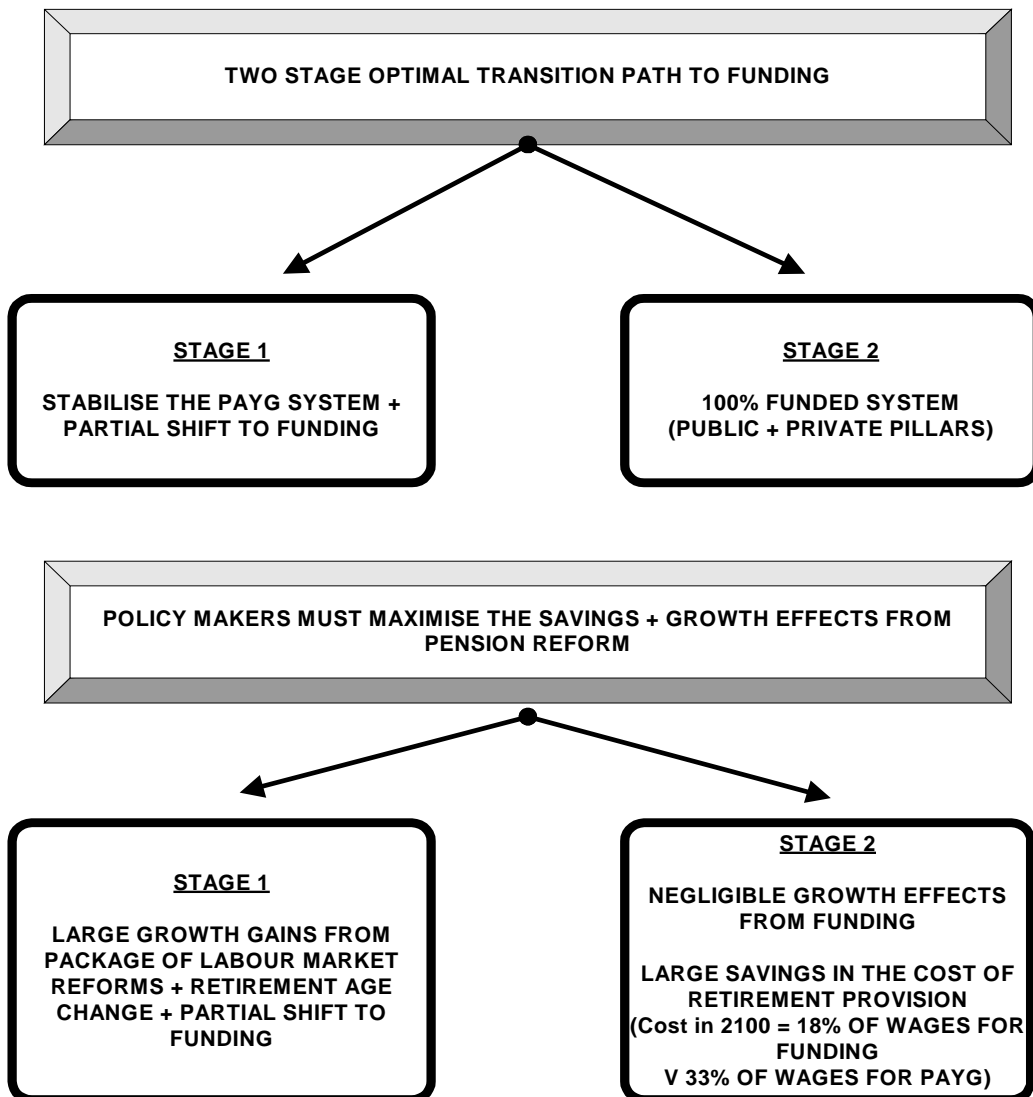 TWO STAGE OPTIMAL TRANSITION PATH TO FUNDING
STAGE 1
STABILISE THE PAYG SYSTEM +
PARTIAL SHIFT TO FUNDING
STAGE 2
100% FUNDED SYSTEM
(PUBLIC + PRIVATE PILLARS)
POLICY MAKERS MUST MAXIMISE THE SAVINGS + GROWTH EFFECTS FROM
PENSION REFORM
STAGE 1
LARGE GROWTH GAINS FROM
PACKAGE OF LABOUR MARKET
REFORMS + RETIREMENT AGE
CHANGE + PARTIAL SHIFT TO
FUNDING
STAGE 2
NEGLIGIBLE GROWTH EFFECTS
FROM FUNDING
LARGE SAVINGS IN THE COST OF
RETIREMENT PROVISION
(Cost in 2100 = 18% OF WAGES FOR
FUNDING
V 33% OF WAGES FOR PAYG)